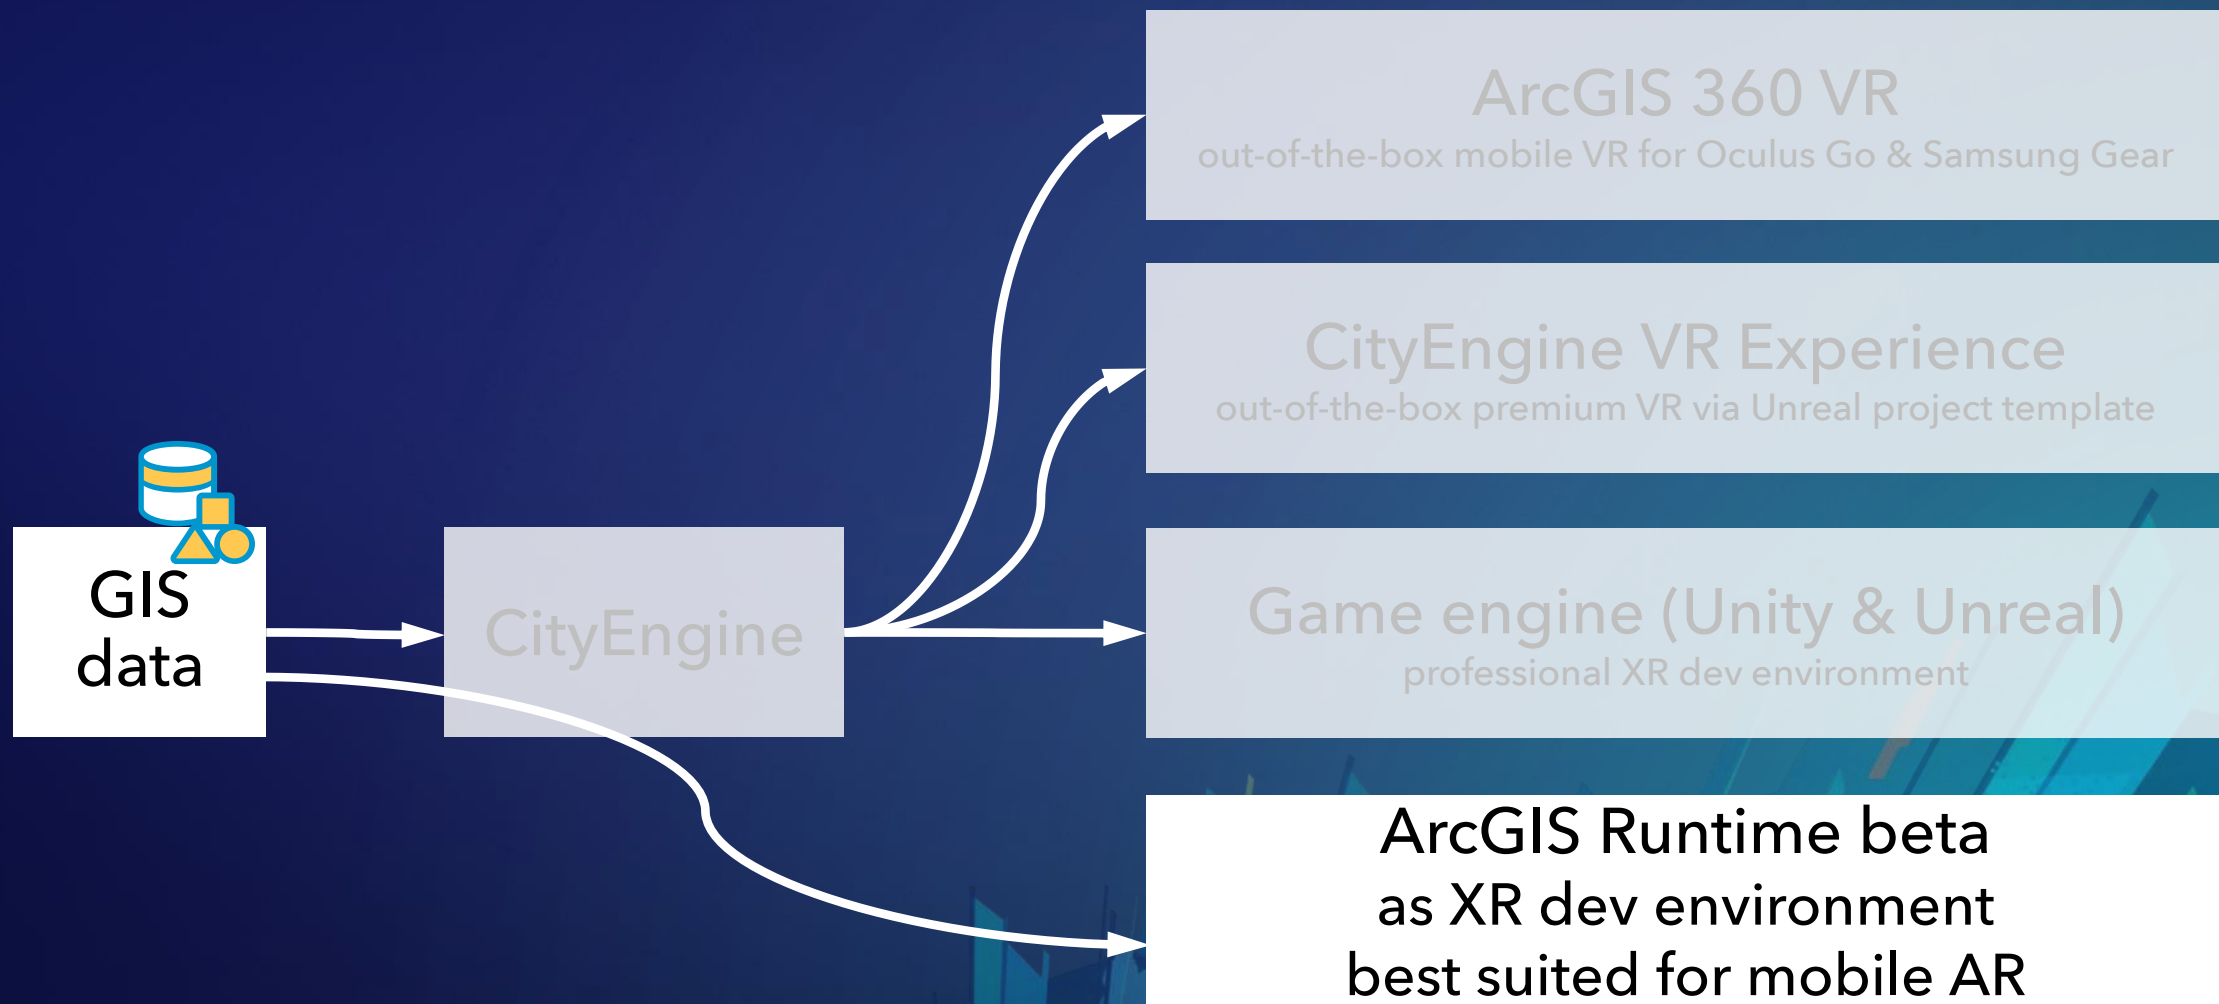 ArcGIS 360 VR
out-of-the-box mobile VR for Oculus Go & Samsung Gear
CityEngine VR Experience
out-of-the-box premium VR via Unreal project template
GIS
data
CityEngine
Game engine (Unity & Unreal)
professional XR dev environment
ArcGIS Runtime beta
as XR dev environment
best suited for mobile AR